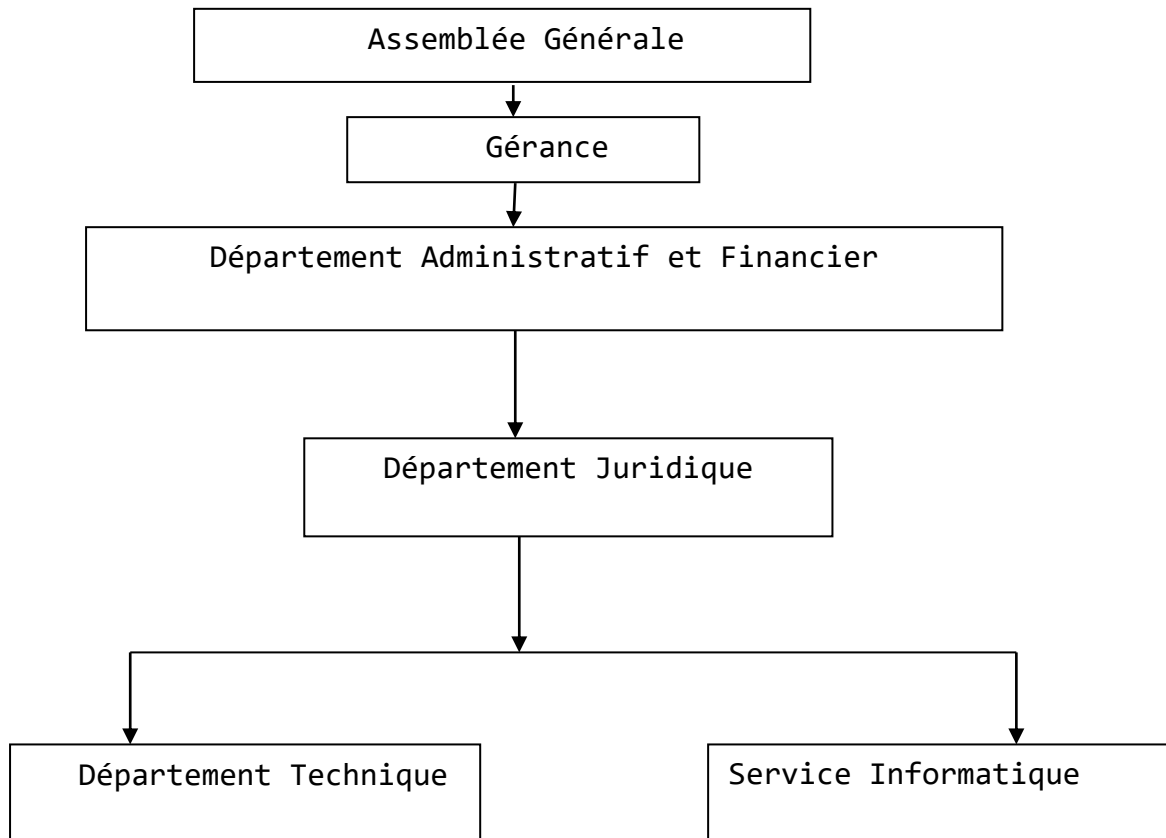 Assemblée Générale
Gérance
Département Administratif et Financier
Département Juridique
Département Technique
Service Informatique